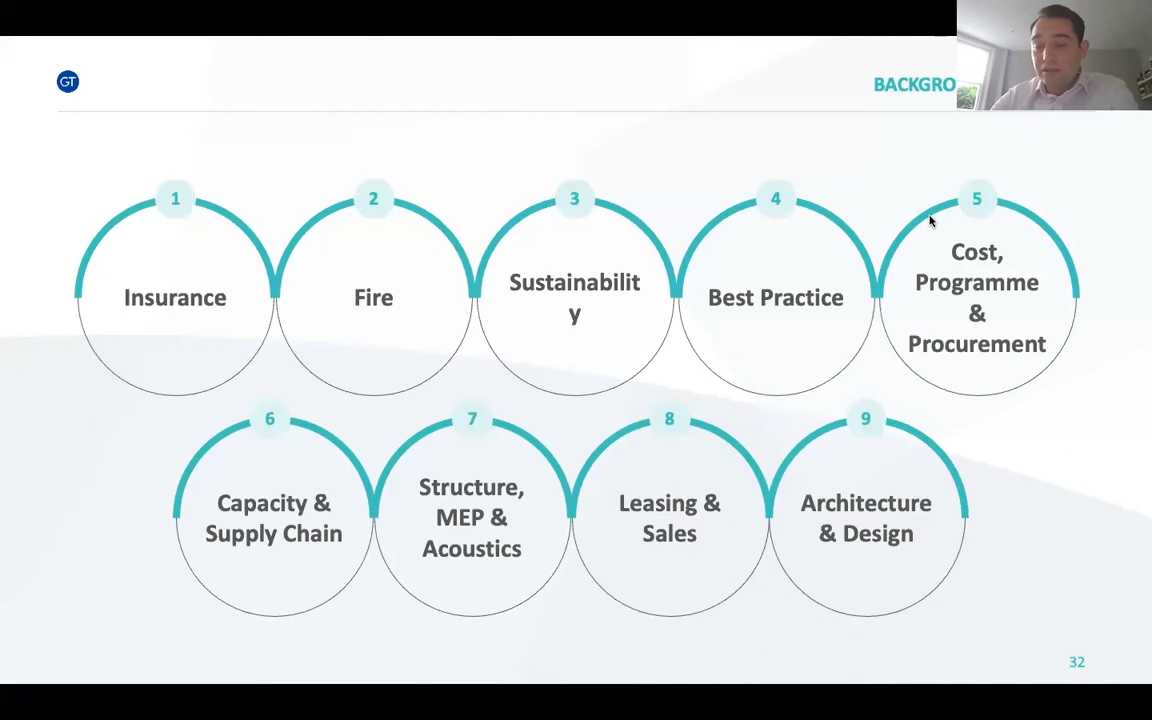 GT
BACKGRO
1
2
3
4
5
Insurance
Fire
Sustainabilit
y
Best Practice
Cost,
Programme
&
Procurement
6
7
8
9
Capacity &
Supply Chain
Structure,
MEP &
Acoustics
Leasing &
Sales
Architecture
& Design
32